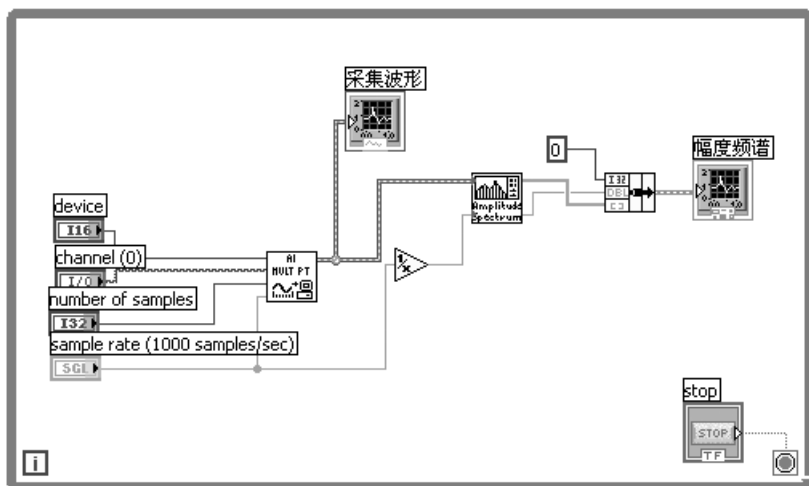 采集波形
0
幅度频谱
I32
DBL
[ ]
Amplitude
Spectrum
device
I16
channel (0)
I/0
AI
MULT PT
1/x
number of samples
I32
sample rate (1000 samples/sec)
SGL
stop
STOP
TF
i